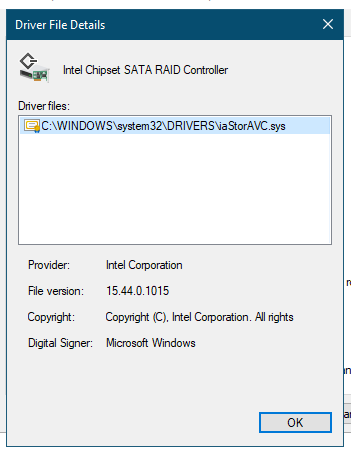 Driver File Details
Intel Chipset SATA RAID Controller
Driver files:
C:\WINDOWS\system32\DRIVERS\iaStorAVC.sys
Provider: Intel Corporation
File version: 15.44.0.1015
Copyright: Copyright (C), Intel Corporation. All rights
Digital Signer: Microsoft Windows
OK